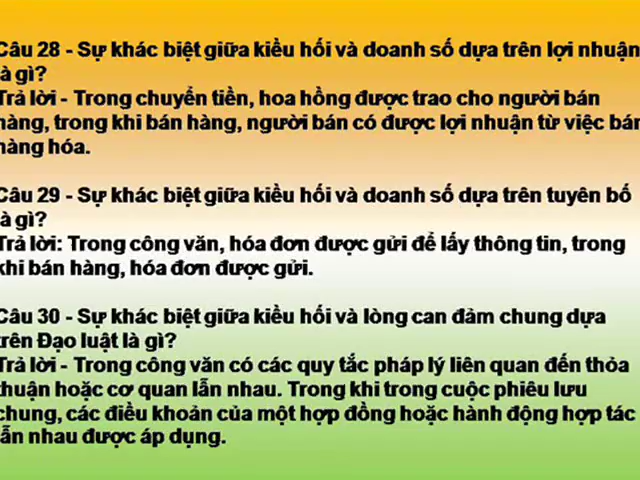 Câu 28 - Sự khác biệt giữa kiều hối và doanh số dựa trên lợi nhuận
là gì?
Trả lời - Trong chuyển tiền, hoa hồng được trao cho người bán
hàng, trong khi bán hàng, người bán có được lợi nhuận từ việc bán
hàng hóa.
Câu 29 - Sự khác biệt giữa kiều hối và doanh số dựa trên tuyên bố
là gì?
Trả lời: Trong công văn, hóa đơn được gửi để lấy thông tin, trong
khi bán hàng, hóa đơn được gửi.
Câu 30 - Sự khác biệt giữa kiều hối và lòng can đảm chung dựa
trên Đạo luật là gì?
Trả lời - Trong công văn có các quy tắc pháp lý liên quan đến thỏa
thuận hoặc cơ quan lẫn nhau. Trong khi trong cuộc phiêu lưu
chung, các điều khoản của một hợp đồng hoặc hành động hợp tác
lẫn nhau được áp dụng.